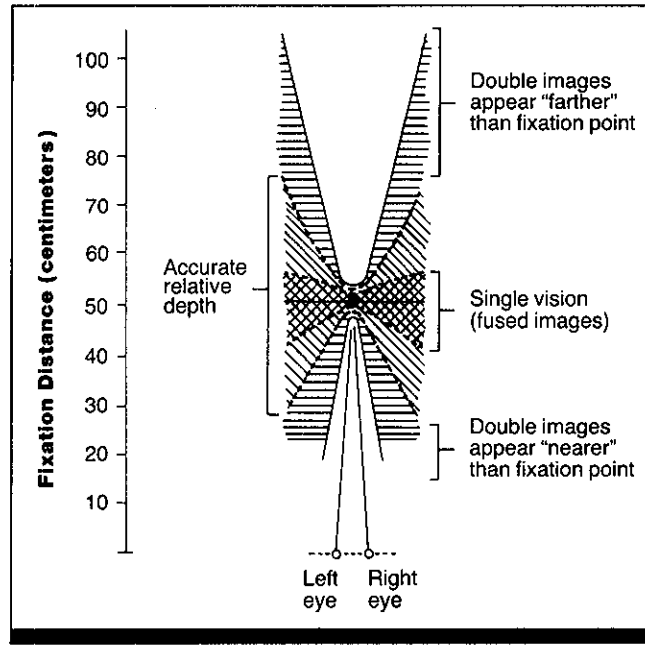 Fixation Distance (centimeters)
100
90
80
70
60
50
40
30
20
10
Double images
appear “farther”
than fixation point
Accurate
relative
depth
Single vision
(fused images)
Double images
appear “nearer”
than fixation point
Left
eye
Right
eye